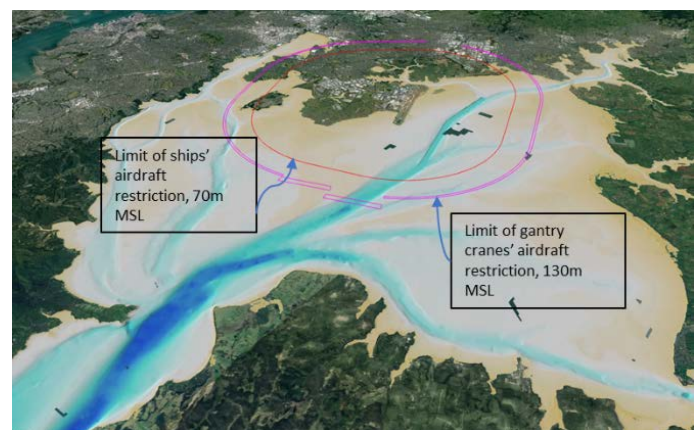 Limit of ships'
airdraft
restriction, 70m
MSL
Limit of gantry
cranes' airdraft
restriction, 130m
MSL